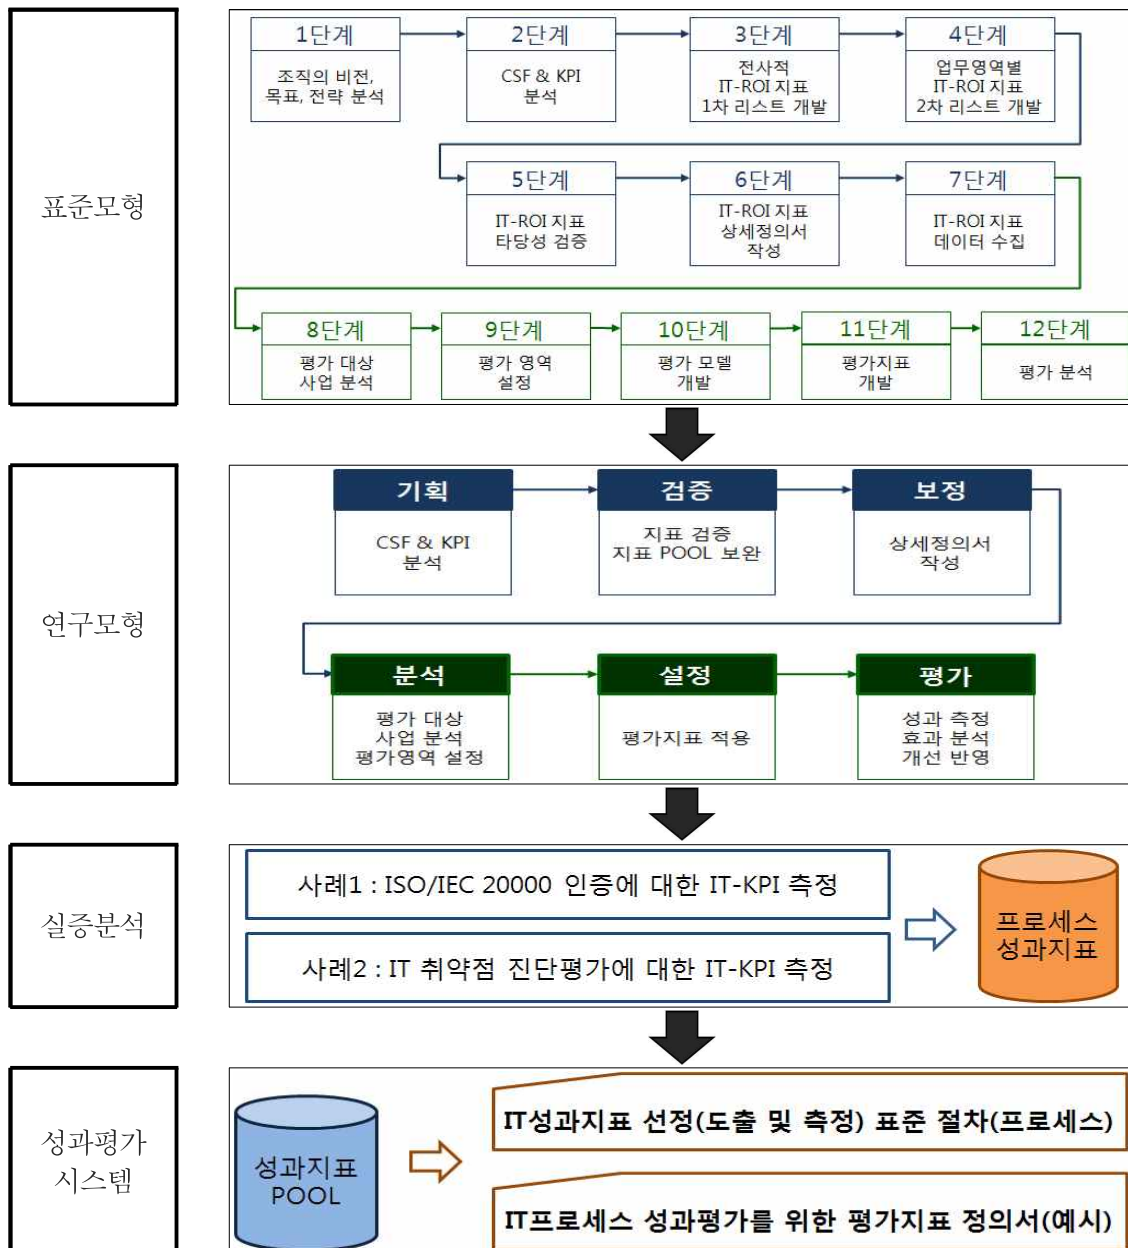 표준모형
1단계
조직의 비전,
목표, 전략 분석
2단계
CSF & KPI
분석
3단계
전사적
IT-ROI 지표
1차 리스트 개발
4단계
업무영역별
IT-ROI 지표
2차 리스트 개발
5단계
IT-ROI 지표
타당성 검증
6단계
IT-ROI 지표
상세정의서
작성
7단계
IT-ROI 지표
데이터 수집
8단계
평가 대상
사업 분석
9단계
평가 영역
설정
10단계
평가 모델
개발
11단계
평가지표
개발
12단계
평가 분석
연구모형
기획
CSF & KPI
분석
검증
지표 검증
지표 POOL 보완
보정
상세정의서
작성
분석
평가 대상
사업 분석
평가영역 설정
설정
평가지표 적용
평가
성과 측정
효과 분석
개선 반영
실증분석
사례1 : ISO/IEC 20000 인증에 대한 IT-KPI 측정
사례2 : IT 취약점 진단평가에 대한 IT-KPI 측정
프로세스
성과지표
성과평가
시스템
성과지표
POOL
IT성과지표 선정(도출 및 측정) 표준 절차(프로세스)
IT프로세스 성과평가를 위한 평가지표 정의서(예시)